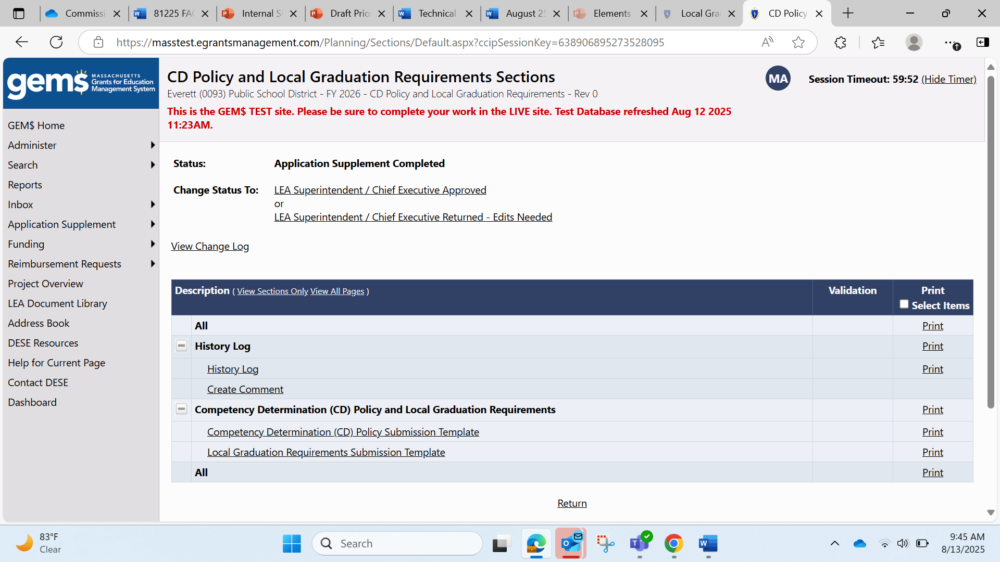 Commissi
81225 FAC
Internal S
Draft Prio
Technical
August 25
Elements
Local Gra
CD Policy
https://masstest.egrantsmanagement.com/Planning/Sections/Default.aspx?ccipSessionKey=638906895273528095
gem$ MASSACHUSETTS
Grants for Education
Management System
CD Policy and Local Graduation Requirements Sections
Everett (0093) Public School District - FY 2026 - CD Policy and Local Graduation Requirements - Rev 0
This is the GEM$ TEST site. Please be sure to complete your work in the LIVE site. Test Database refreshed Aug 12 2025
11:23AM.
MA
Session Timeout: 59:52 (Hide Timer)
GEM$ Home
Administer
Search
Reports
Inbox
Application Supplement
Funding
Reimbursement Requests
Project Overview
LEA Document Library
Address Book
DESE Resources
Help for Current Page
Contact DESE
Dashboard
Status: Application Supplement Completed
Change Status To: LEA Superintendent / Chief Executive Approved
or
LEA Superintendent / Chief Executive Returned - Edits Needed
View Change Log
Description ( View Sections Only View All Pages ) Validation Print
Select Items
All Print
History Log Print
History Log Print
Create Comment
Competency Determination (CD) Policy and Local Graduation Requirements Print
Competency Determination (CD) Policy Submission Template Print
Local Graduation Requirements Submission Template Print
All Print
Return
83°F
Clear
Search
9:45 AM
8/13/2025